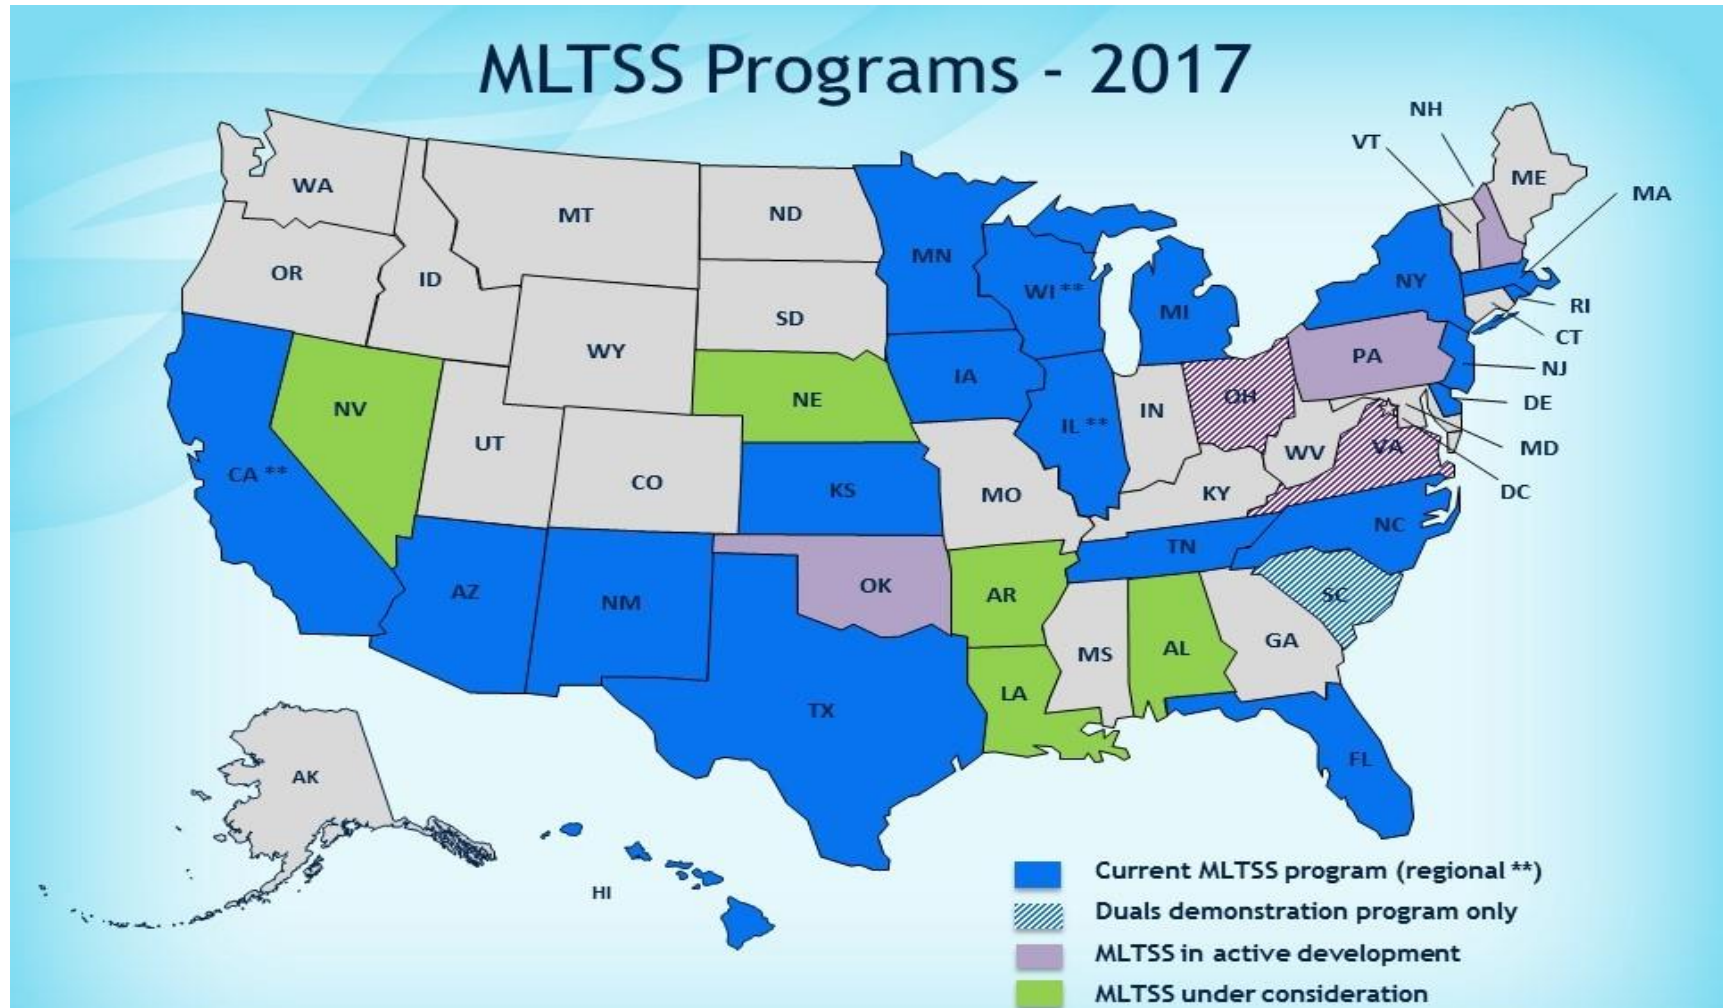 MLTSS Programs - 2017
NH
VT
WA
ME
MA
MT
ND
OR
ID
MN
NY
WI **
MI
RI
SD
CT
WY
PA
NJ
IA
NV
NE
OH
IN
DE
UT
IL **
VA
MD
WV
CA **
CO
KS
MO
KY
DC
NC
TN
AZ
NM
OK
AR
SC
MS
AL
GA
LA
TX
FL
AK
HI
Current MLTSS program (regional **)
Duals demonstration program only
MLTSS in active development
MLTSS under consideration